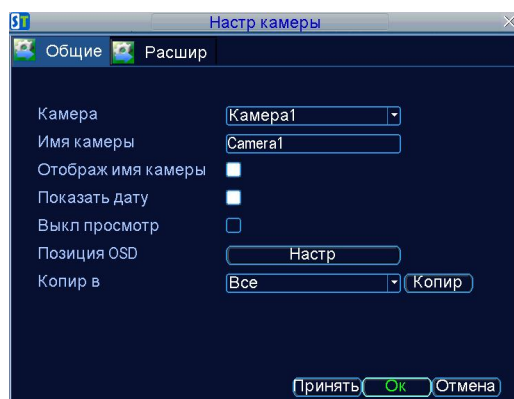 ST Настр камеры
Общие Расшир
Камера Камера1
Имя камеры Camera1
Отображ имя камеры
Показать дату
Выкл просмотр
Позиция OSD Настр
Копир в Все Копир
Принять Ок Отмена